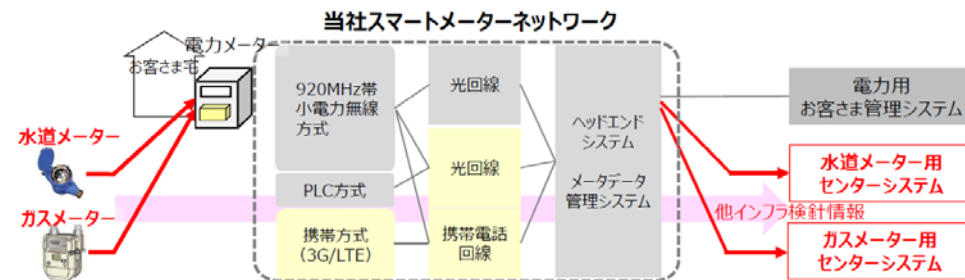 当社スマートメーターネットワーク
電力メーター
お客さま宅
水道メーター
ガスメーター
920MHz帯
小電力無線
方式
PLC方式
携帯方式
(3G/LTE)
光回線
光回線
携帯電話
回線
ヘッドエンド
システム
メータデータ
管理システム
電力用
お客さま管理システム
水道メーター用
センターシステム
他インフラ検針情報
ガスメーター用
センターシステム